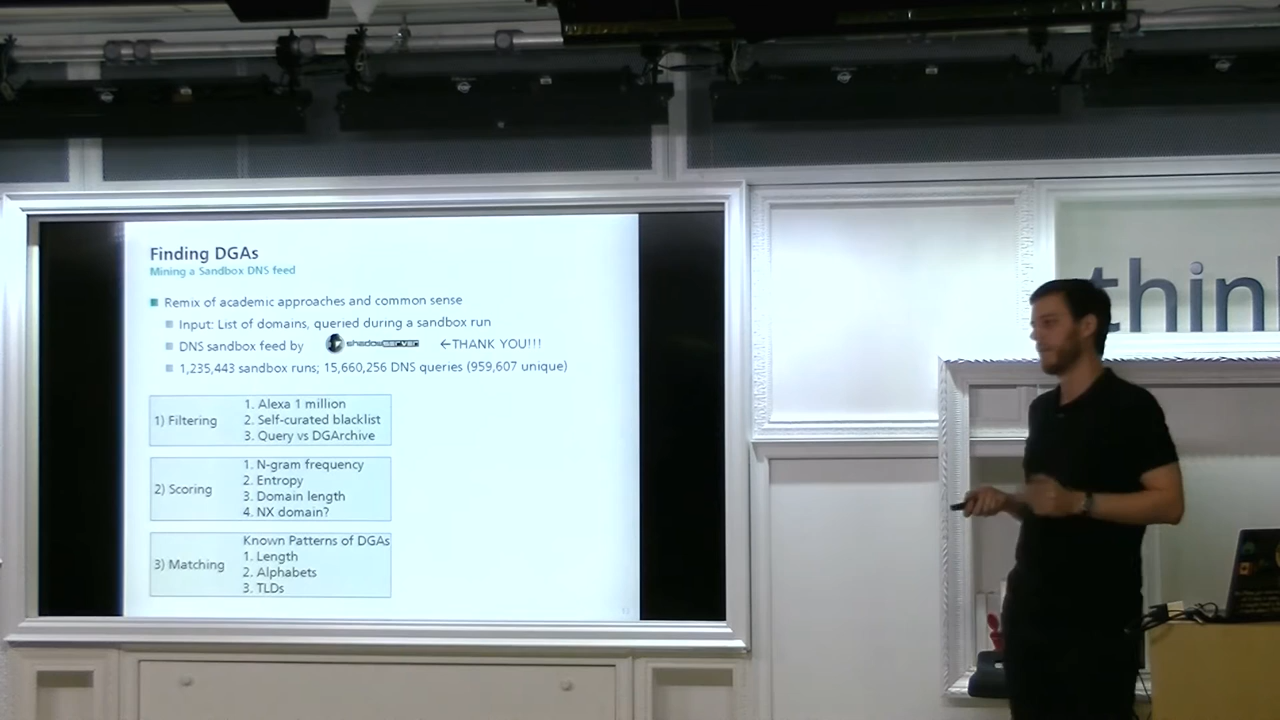 Finding DGAs
Mining a Sandbox DNS feed
Remix of academic approaches and common sense
Input: List of domains, queried during a sandbox run
DNS sandbox feed by shadowserver ←THANK YOU!!!
1,235,443 sandbox runs; 15,660,256 DNS queries (959,607 unique)
1) Filtering
1. Alexa 1 million
2. Self-curated blacklist
3. Query vs DGArchive
2) Scoring
1. N-gram frequency
2. Entropy
3. Domain length
4. NX domain?
3) Matching
Known Patterns of DGAs
1. Length
2. Alphabets
3. TLDs
thin